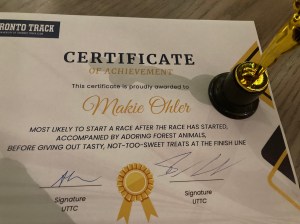 RONTO TRACK
CERTIFICATE
OF ACHIEVEMENT
This certificate is proudly awarded to
Makie Ohler
MOST LIKELY TO START A RACE AFTER THE RACE HAS STARTED,
ACCOMPANIED BY ADORING FOREST ANIMALS,
BEFORE GIVING OUT TASTY, NOT-TOO-SWEET TREATS AT THE FINISH LINE
Signature
UTTC
Signature
UTTC